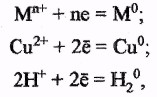 Mⁿ⁺ + ne = M⁰;
Cu²⁺ + 2ē = Cu⁰;
2H⁺ + 2ē = H₂⁰,